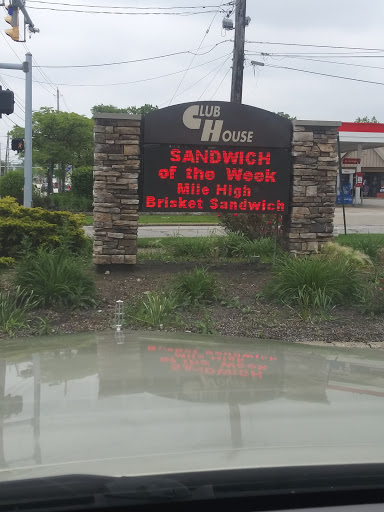 CLUB
HOUSE
SANDWICH
of the Week
Mile High
Brisket Sandwich